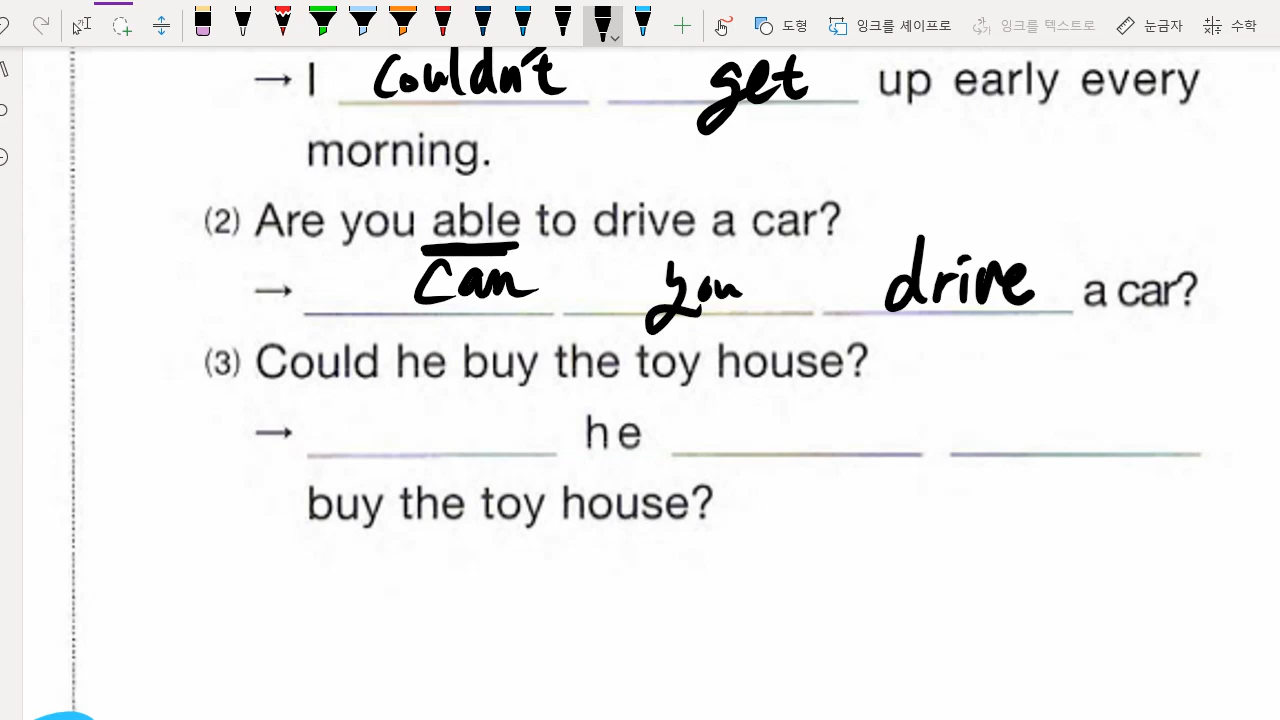 도형 잉크를 셰이프로 잉크를 텍스트로 눈금자 수학
→ I couldn't get up early every
morning.
(2) Are you able to drive a car?
→ can you drive a car?
(3) Could he buy the toy house?
→ he
buy the toy house?